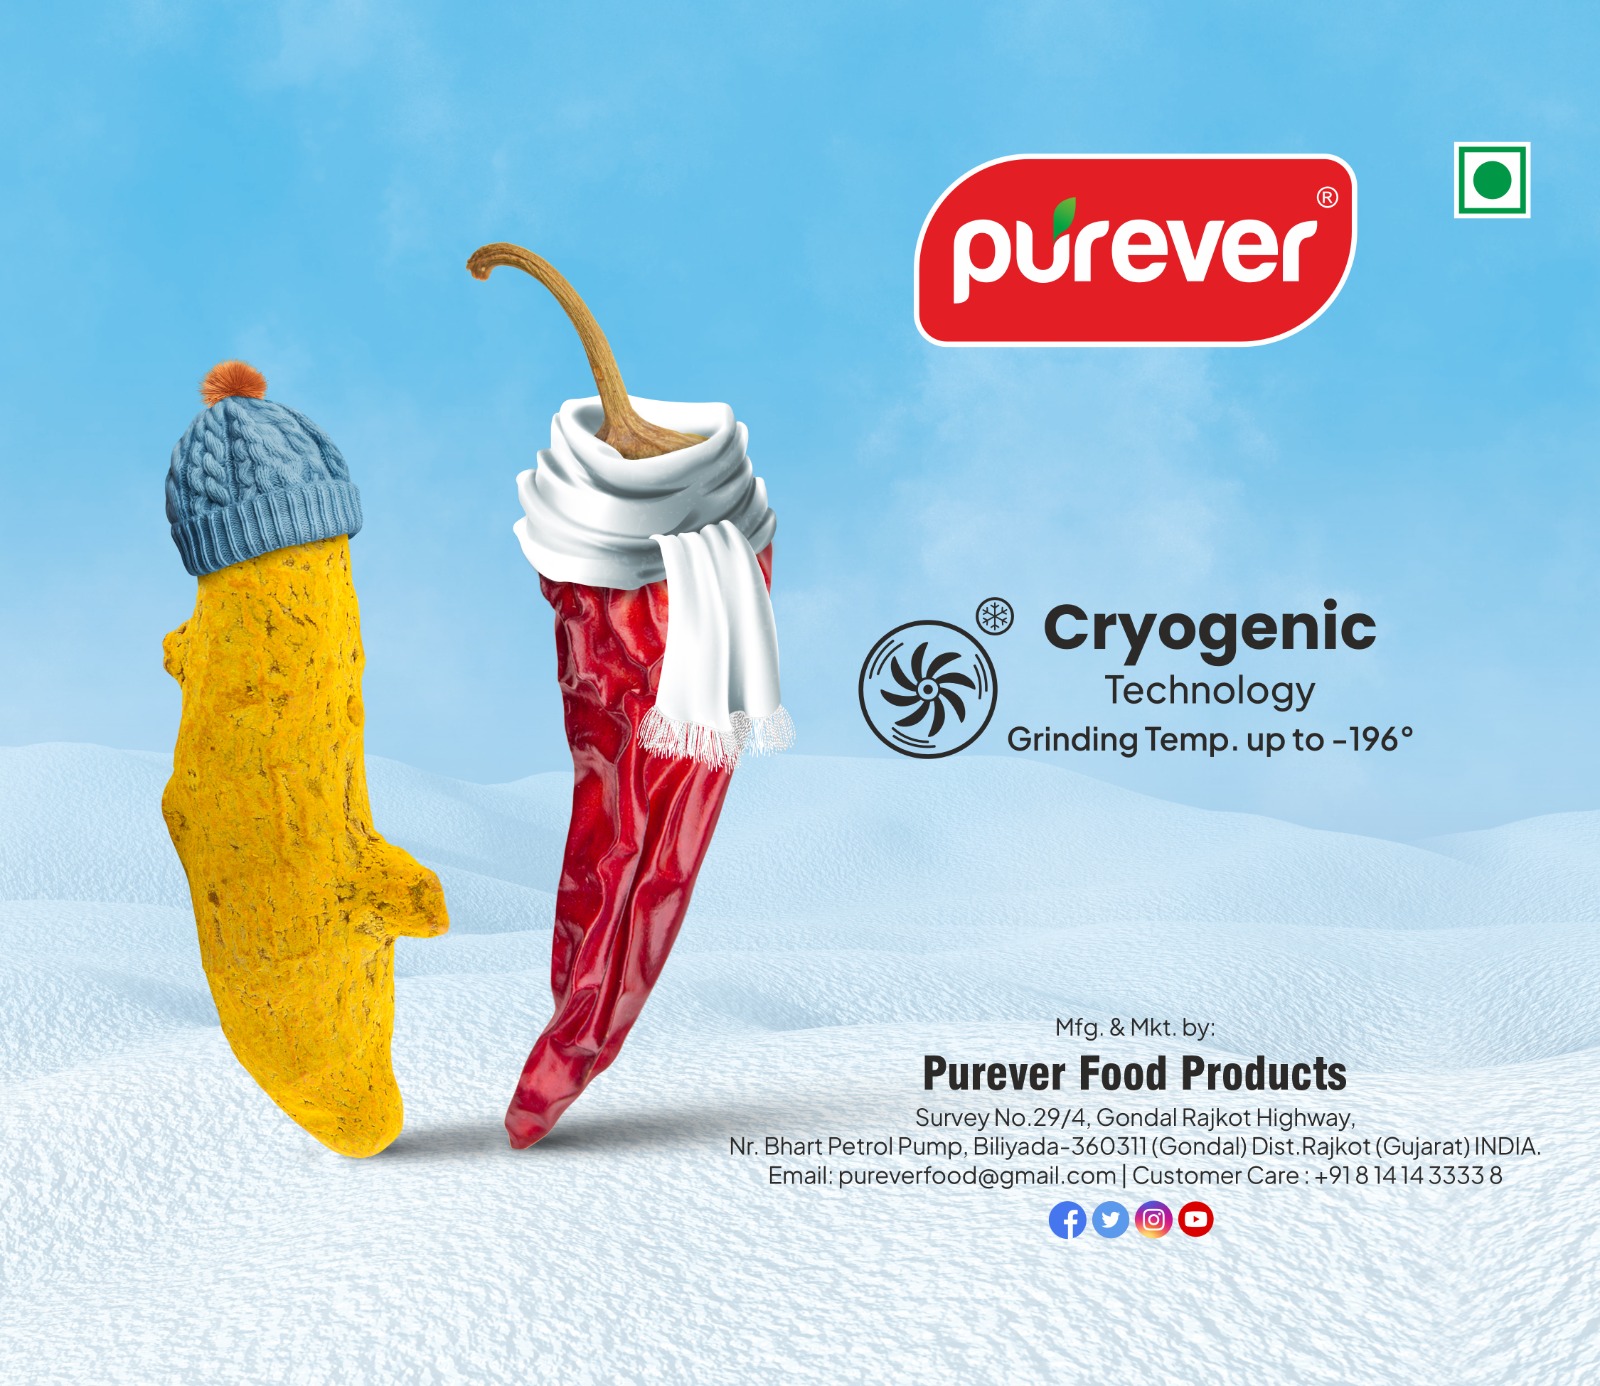 purever®
Cryogenic
Technology
Grinding Temp. up to -196°
Mfg. & Mkt. by:
Purever Food Products
Survey No.29/4, Gondal Rajkot Highway,
Nr. Bhart Petrol Pump, Biliyada-360311 (Gondal) Dist.Rajkot (Gujarat) INDIA.
Email: pureverfood@gmail.com | Customer Care : +91 8 14 14 3333 8